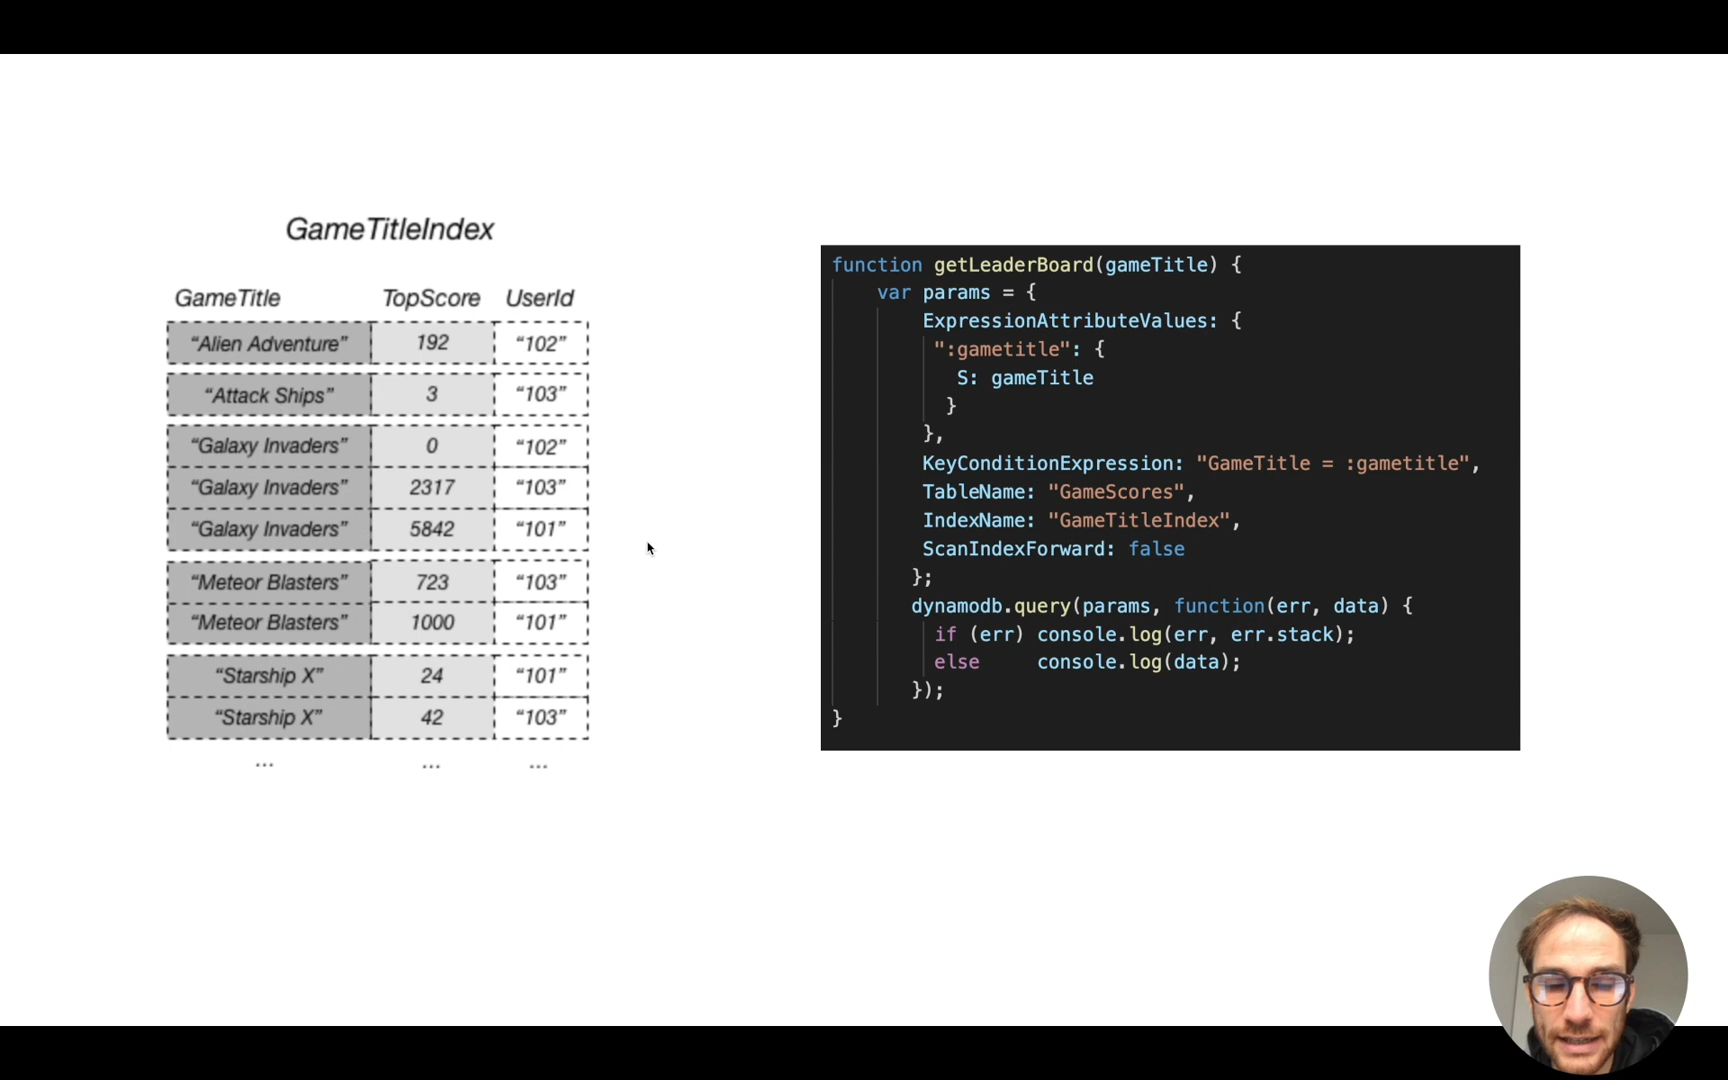 GameTitleIndex
GameTitle TopScore UserId
“Alien Adventure” 192 “102”
“Attack Ships” 3 “103”
“Galaxy Invaders” 0 “102”
“Galaxy Invaders” 2317 “103”
“Galaxy Invaders” 5842 “101”
“Meteor Blasters” 723 “103”
“Meteor Blasters” 1000 “101”
“Starship X” 24 “101”
“Starship X” 42 “103”
... ... ...
function getLeaderBoard(gameTitle) {
var params = {
ExpressionAttributeValues: {
":gametitle": {
S: gameTitle
}
},
KeyConditionExpression: "GameTitle = :gametitle",
TableName: "GameScores",
IndexName: "GameTitleIndex",
ScanIndexForward: false
};
dynamodb.query(params, function(err, data) {
if (err) console.log(err, err.stack);
else     console.log(data);
});
}